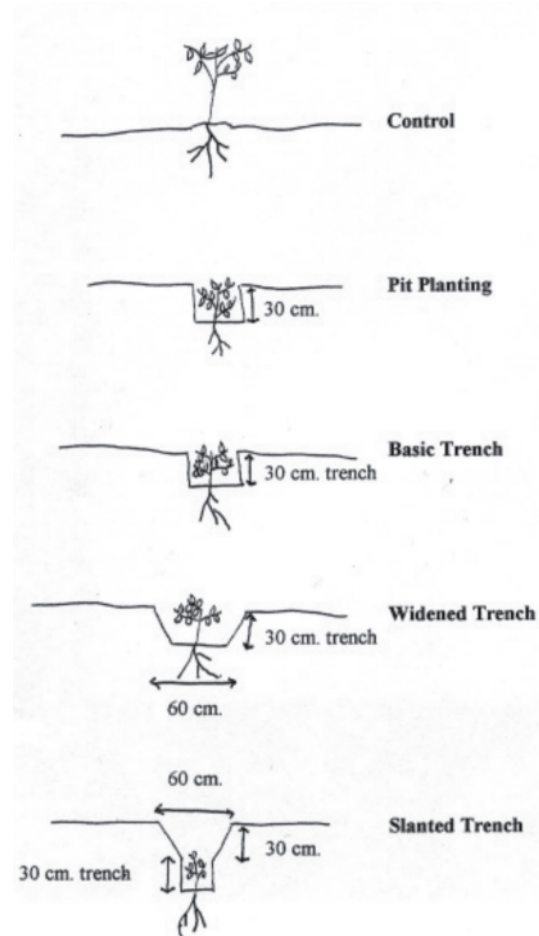 Control
Pit Planting
30 cm.
Basic Trench
30 cm. trench
Widened Trench
30 cm. trench
60 cm.
60 cm.
Slanted Trench
30 cm.
30 cm. trench